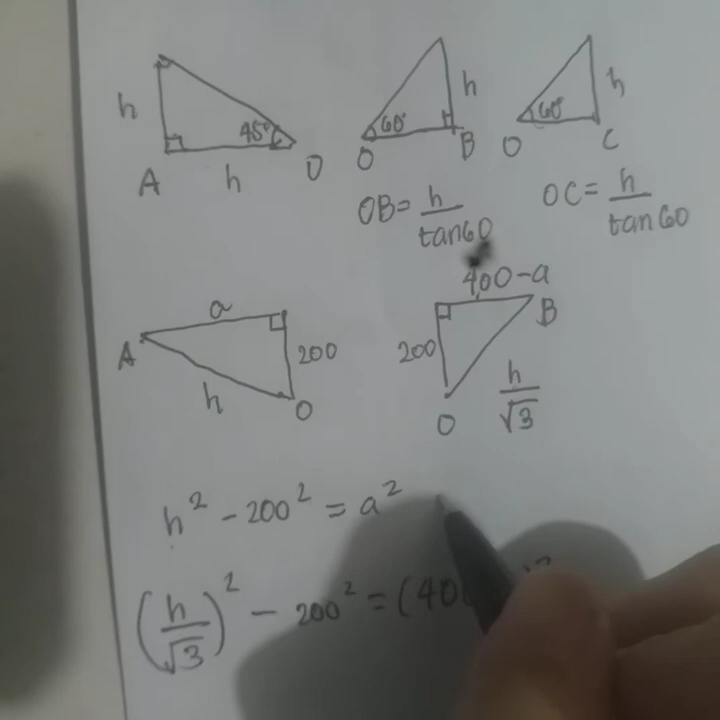 h h h
45° 60° 60°
A h O O B O C
OB = h/tan60 OC = h/tan60
a 400-a
A 200 200 B
h O h/√3
O
h² - 200² = a²
(h/√3)² - 200² = (40